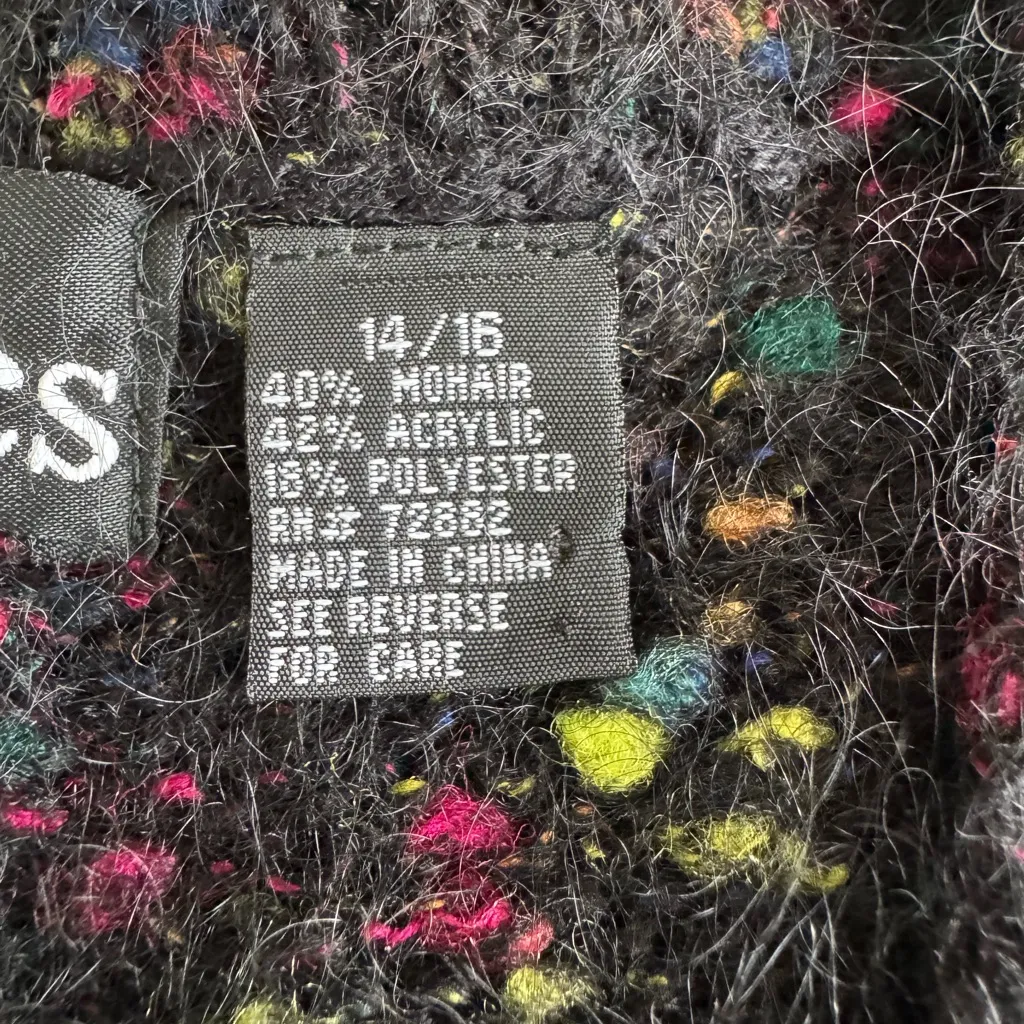 S
14/16
40% MOHAIR
42% ACRYLIC
18% POLYESTER
RN# 72882
MADE IN CHINA
SEE REVERSE
FOR CARE